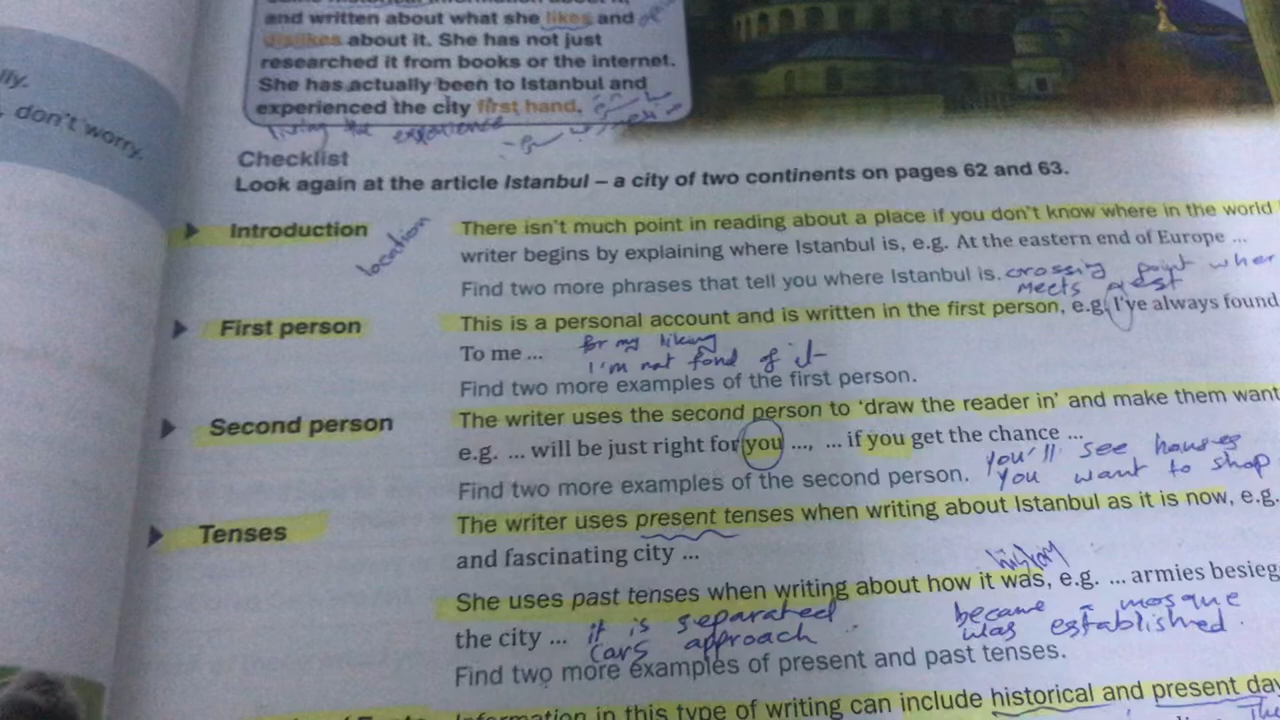 and written about what she likes and
dislikes about it. She has not just
researched it from books or the internet.
She has actually been to Istanbul and
experienced the city first hand.
living the experience
lly.
don't worry.
Checklist
Look again at the article Istanbul – a city of two continents on pages 62 and 63.
Introduction
location
There isn't much point in reading about a place if you don't know where in the world
writer begins by explaining where Istanbul is, e.g. At the eastern end of Europe ...
Find two more phrases that tell you where Istanbul is. crossing point wher
meets
First person
This is a personal account and is written in the first person, e.g. I've always found
To me ... for my liking
I'm not fond of it
Find two more examples of the first person.
Second person
The writer uses the second person to 'draw the reader in' and make them want
e.g. ... will be just right for you ..., ... if you get the chance ...
you'll see houses
Find two more examples of the second person. you want to shop
Tenses
The writer uses present tenses when writing about Istanbul as it is now, e.g.
and fascinating city ...
history
She uses past tenses when writing about how it was, e.g. ... armies besieg
the city ... it is separated became a mosque
cars approach was established.
Find two more examples of present and past tenses.
Information in this type of writing can include historical and present day